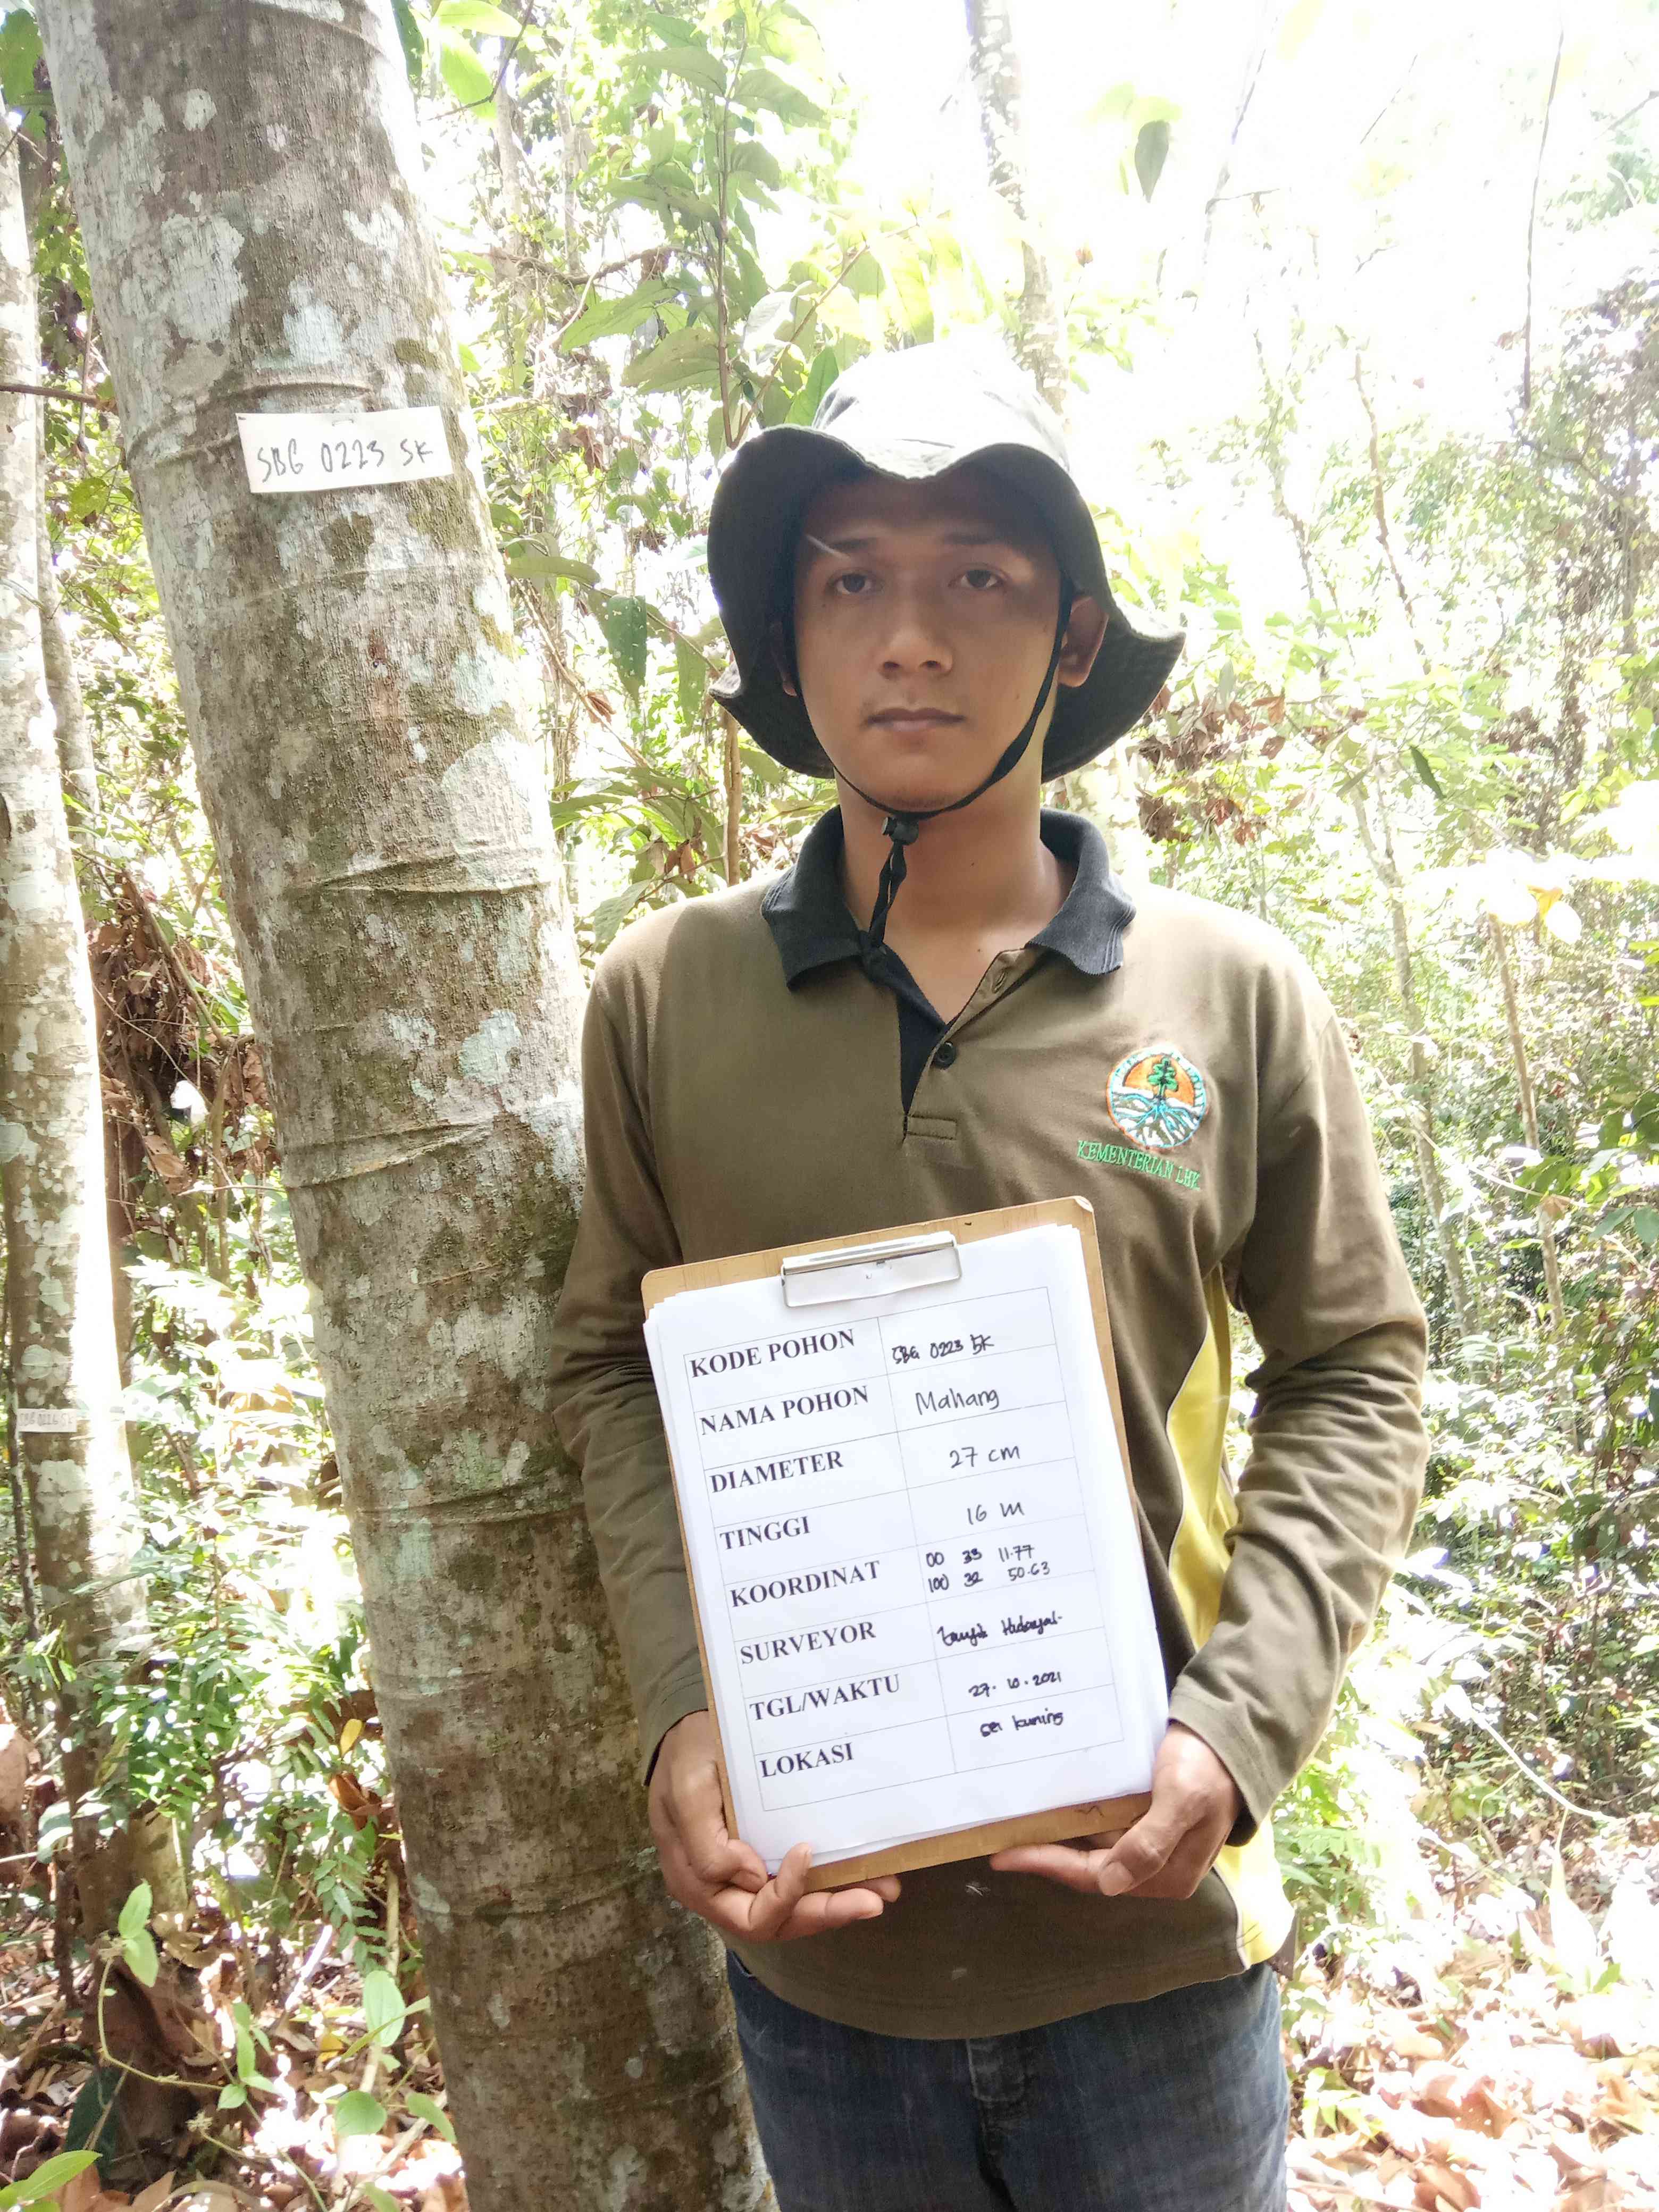 SBG 0223 SK
KEMENTERIAN LHK
KODE POHON SBG 0223 SK
NAMA POHON Mahang
DIAMETER 27 cm
TINGGI 16 m
KOORDINAT 00 33 11.77
100 32 50.63
SURVEYOR Hidayat
TGL/WAKTU 27.10.2021
LOKASI sei kuning